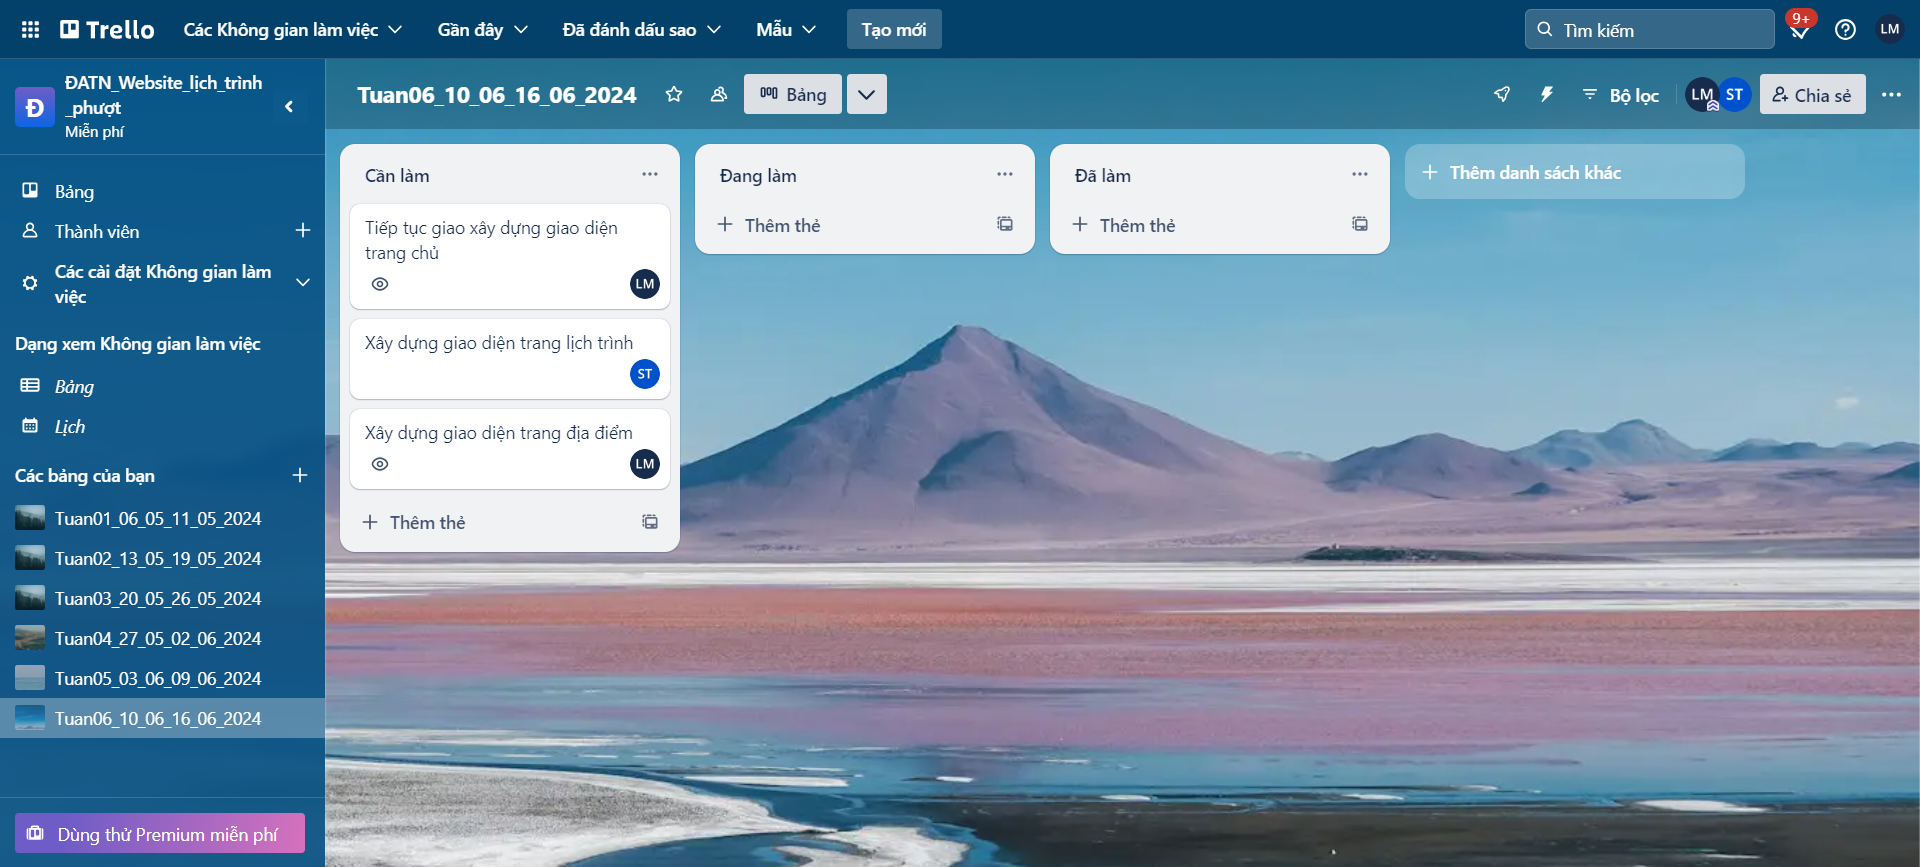 Trello
Các Không gian làm việc
Gần đây
Đã đánh dấu sao
Mẫu
Tạo mới
Tìm kiếm
9+
LM
Đ
ĐATN_Website_lịch_trình
_phượt
Miễn phí
Bảng
Thành viên
Các cài đặt Không gian làm
việc
Dạng xem Không gian làm việc
Bảng
Lịch
Các bảng của bạn
Tuan01_06_05_11_05_2024
Tuan02_13_05_19_05_2024
Tuan03_20_05_26_05_2024
Tuan04_27_05_02_06_2024
Tuan05_03_06_09_06_2024
Tuan06_10_06_16_06_2024
Dùng thử Premium miễn phí
Tuan06_10_06_16_06_2024
Bảng
Bộ lọc
LM
ST
Chia sẻ
Cần làm
Tiếp tục giao xây dựng giao diện
trang chủ
LM
Xây dựng giao diện trang lịch trình
ST
Xây dựng giao diện trang địa điểm
LM
Thêm thẻ
Đang làm
Thêm thẻ
Đã làm
Thêm thẻ
Thêm danh sách khác